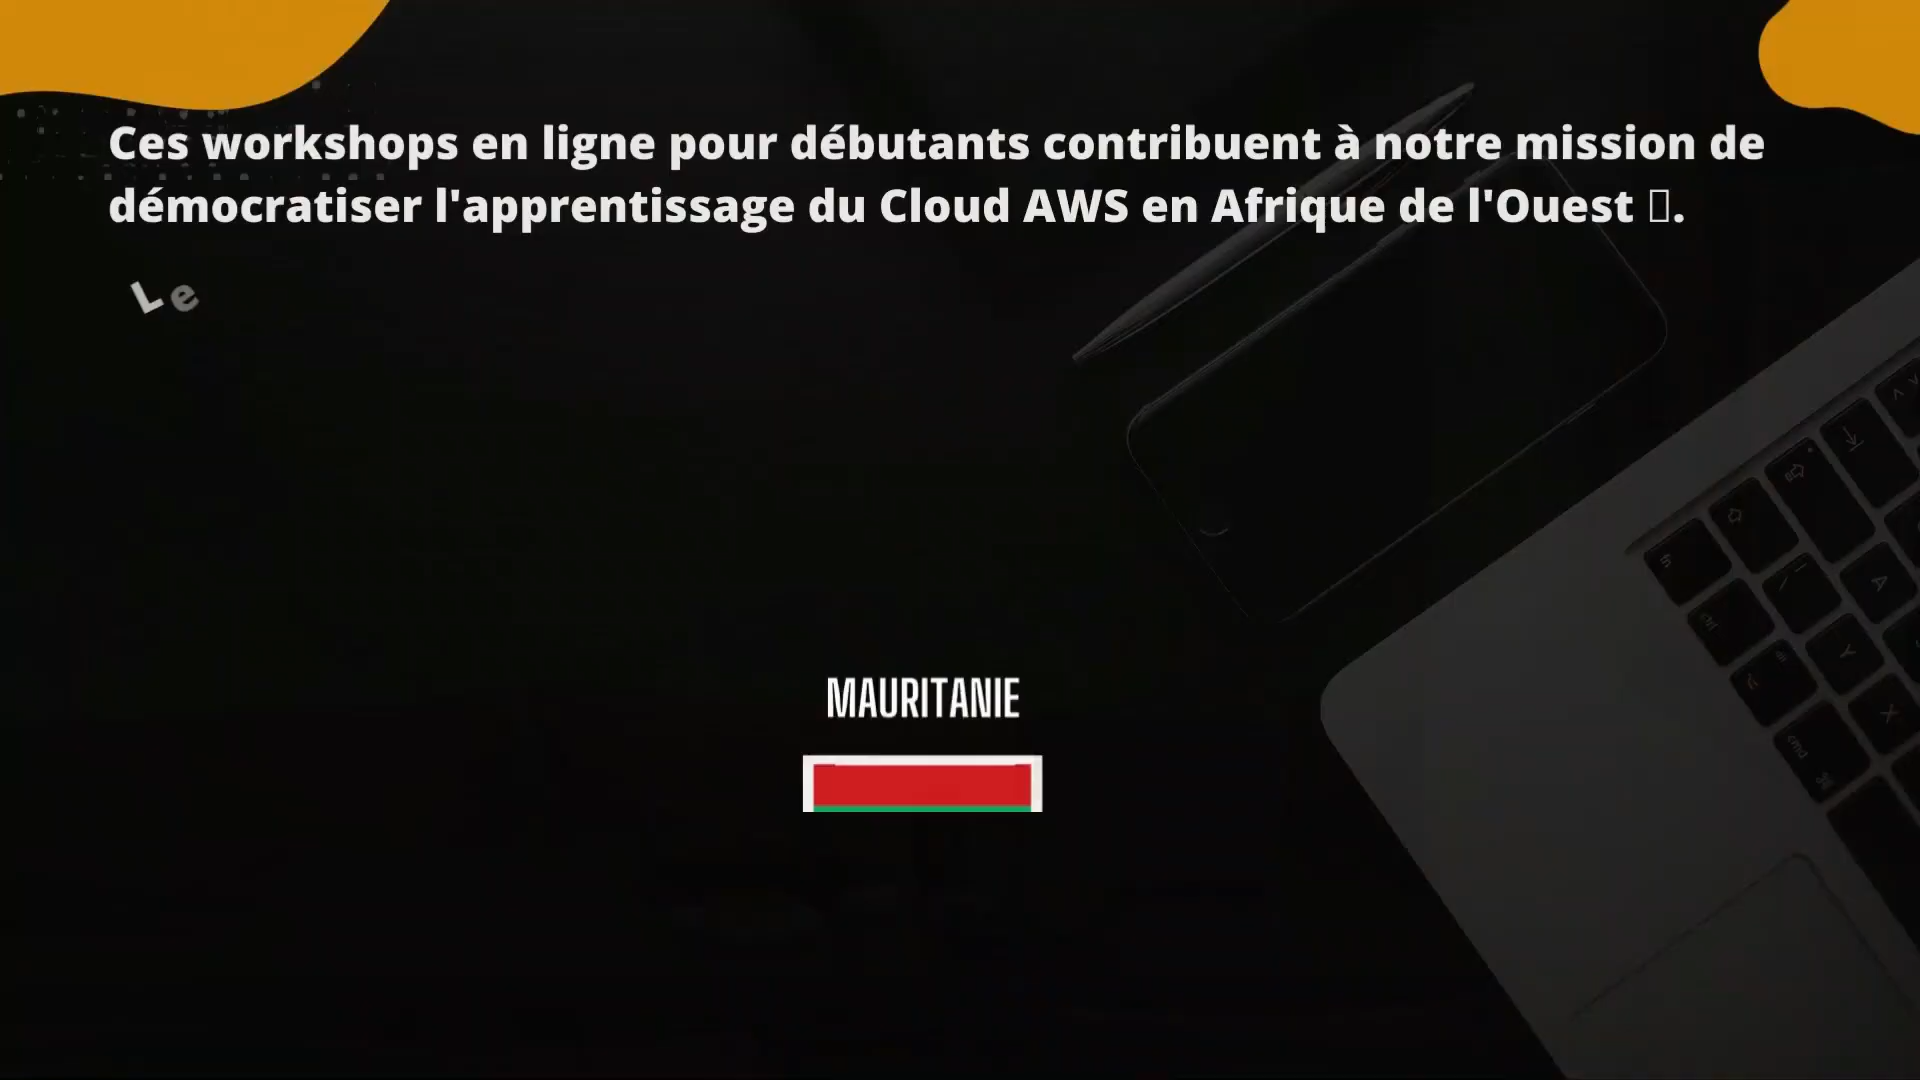 Ces workshops en ligne pour débutants contribuent à notre mission de
démocratiser l'apprentissage du Cloud AWS en Afrique de l'Ouest .
Le
MAURITANIE